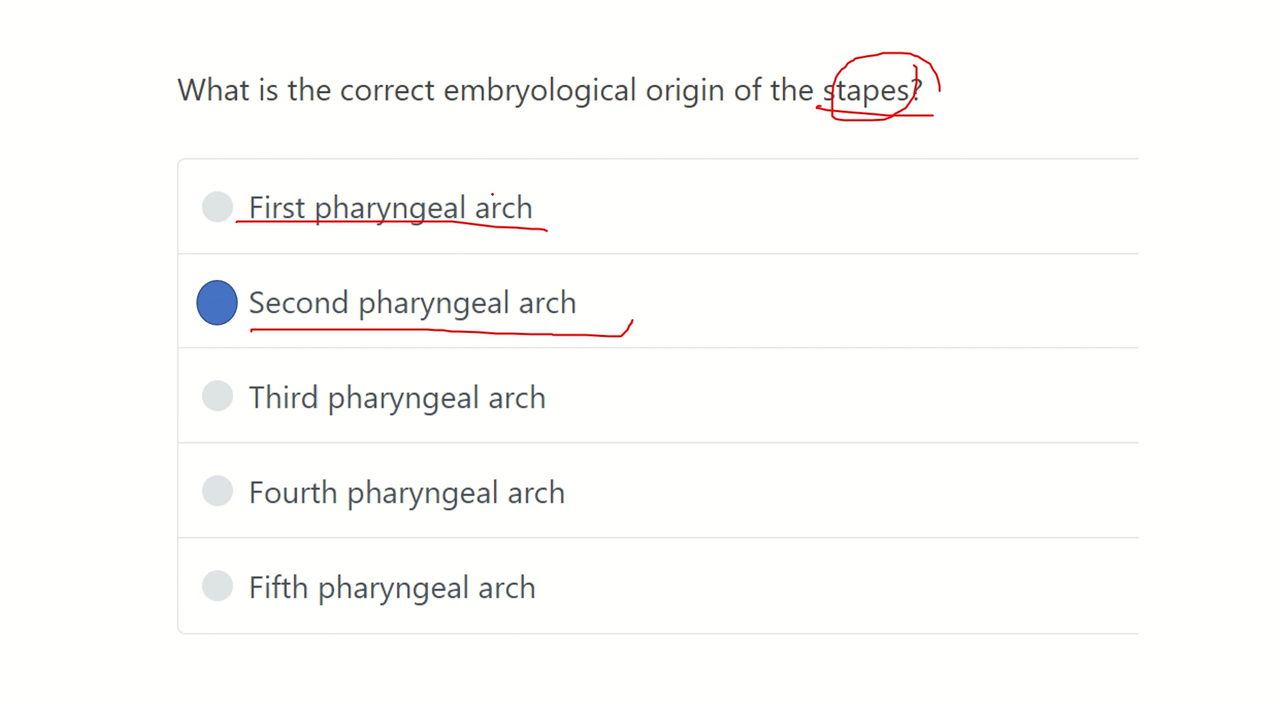 What is the correct embryological origin of the stapes?
First pharyngeal arch
Second pharyngeal arch
Third pharyngeal arch
Fourth pharyngeal arch
Fifth pharyngeal arch